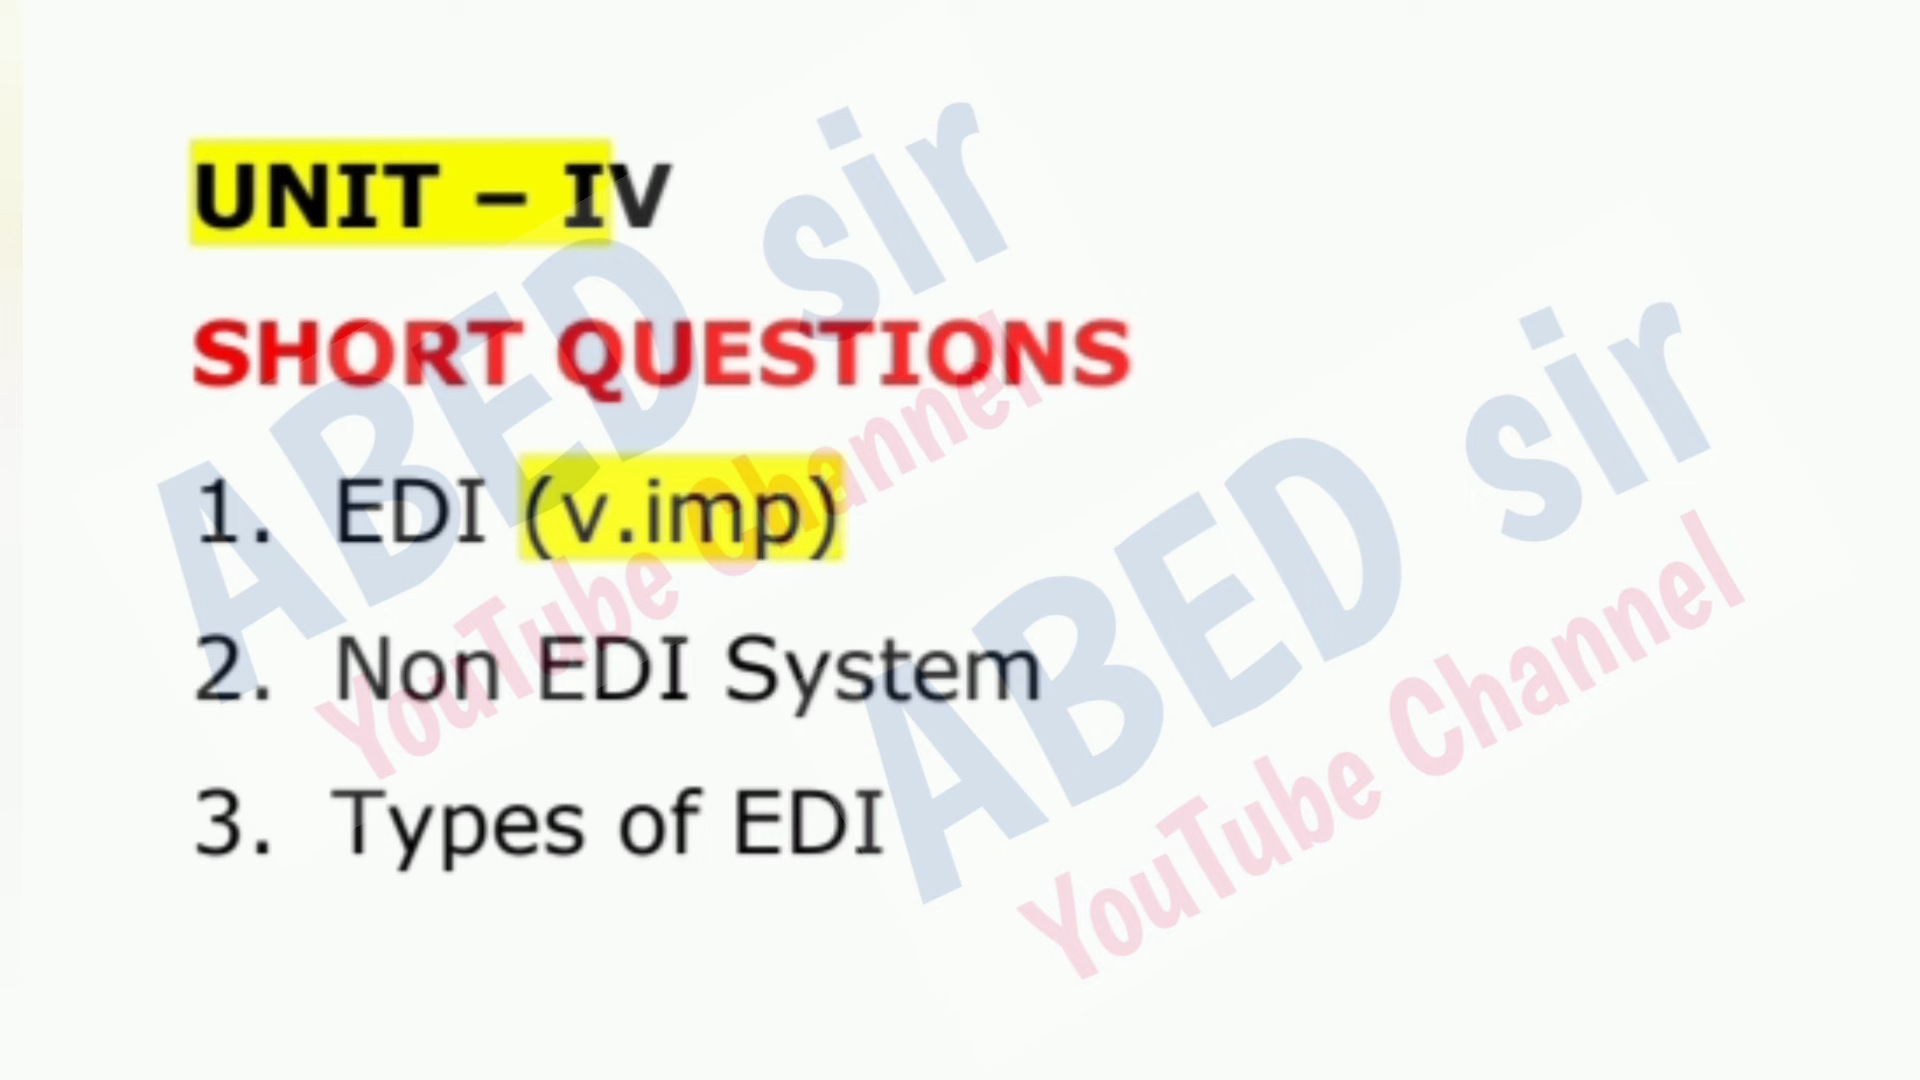 UNIT – IV
SHORT QUESTIONS
1. EDI (v.imp)
2. Non EDI System
3. Types of EDI
ABED sir
YouTube Channel
ABED sir
YouTube Channel